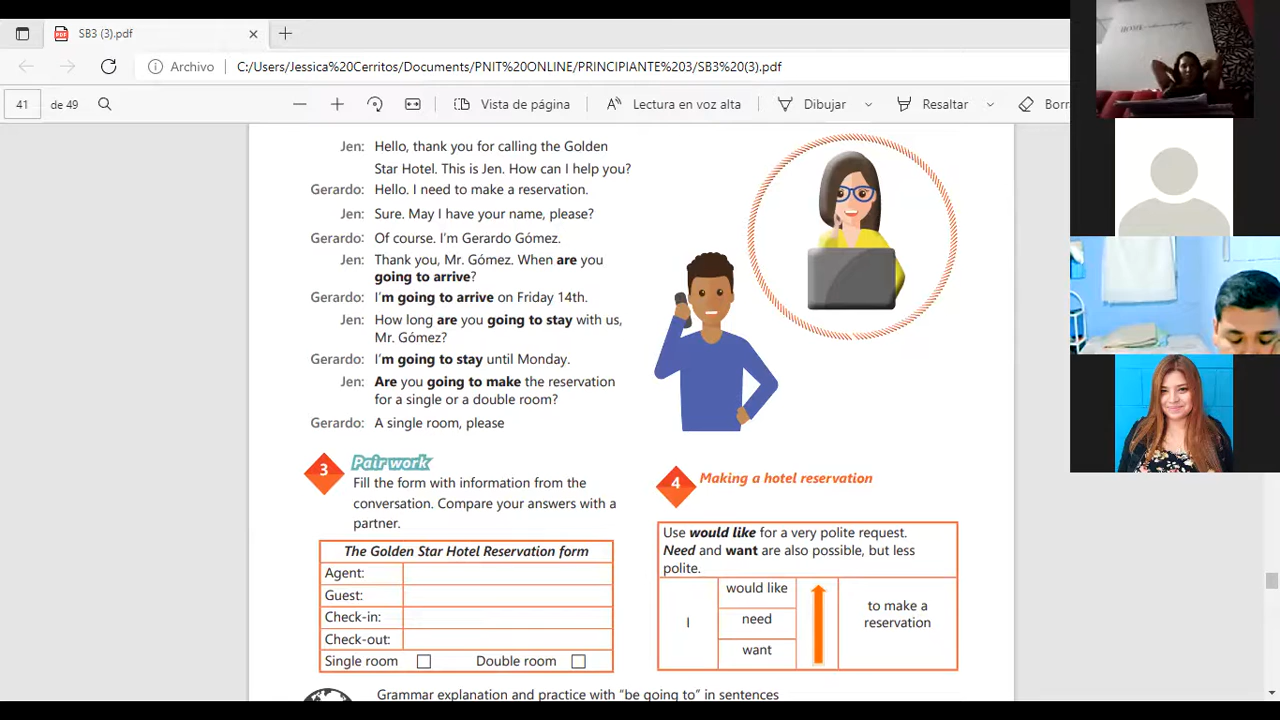 SB3 (3).pdf
Archivo C:/Users/Jessica%20Cerritos/Documents/PNIT%20ONLINE/PRINCIPIANTE%203/SB3%20(3).pdf
41 de 49 Vista de página Lectura en voz alta Dibujar Resaltar Borr
Jen: Hello, thank you for calling the Golden
Star Hotel. This is Jen. How can I help you?
Gerardo: Hello. I need to make a reservation.
Jen: Sure. May I have your name, please?
Gerardo: Of course. I'm Gerardo Gómez.
Jen: Thank you, Mr. Gómez. When are you
going to arrive?
Gerardo: I'm going to arrive on Friday 14th.
Jen: How long are you going to stay with us,
Mr. Gómez?
Gerardo: I'm going to stay until Monday.
Jen: Are you going to make the reservation
for a single or a double room?
Gerardo: A single room, please
3 Pair work
Fill the form with information from the
conversation. Compare your answers with a
partner.
The Golden Star Hotel Reservation form
Agent:
Guest:
Check-in:
Check-out:
Single room Double room
4 Making a hotel reservation
Use would like for a very polite request.
Need and want are also possible, but less
polite.
I
would like
need
want
to make a
reservation
Grammar explanation and practice with "be going to" in sentences